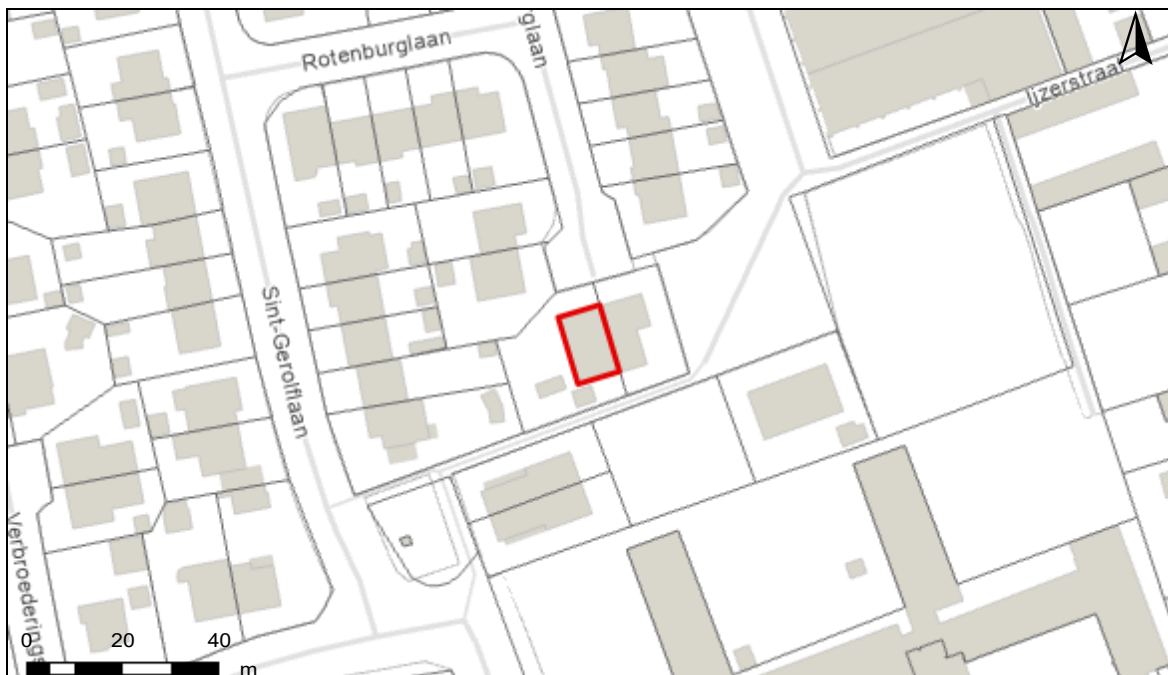 Rotenburglaan
glaan
Ijzerstraat
Sint-Gerolflaan
Verbroederings
0 20 40
m